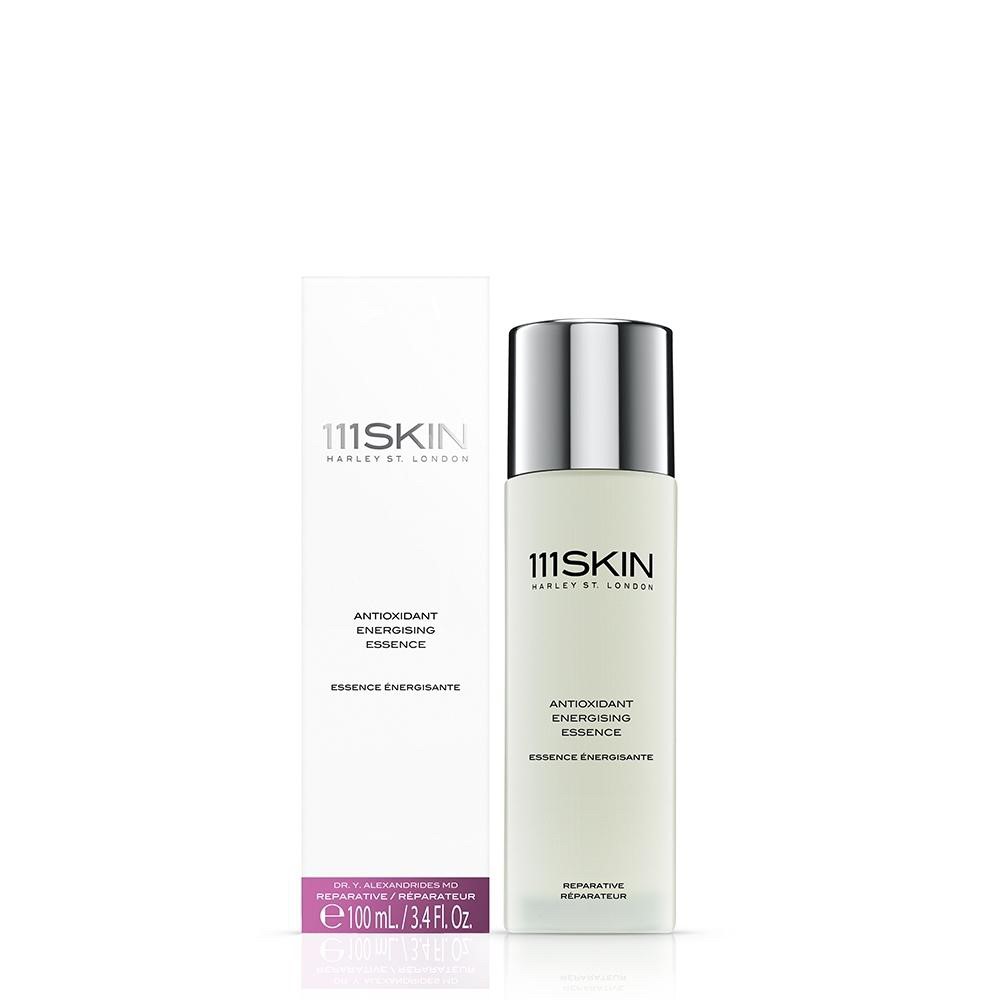 111SKIN
HARLEY ST. LONDON
ANTIOXIDANT
ENERGISING
ESSENCE
ESSENCE ÉNERGISANTE
DR. Y. ALEXANDRIDES MD
REPARATIVE / RÉPARATEUR
℮ 100 mL. / 3.4 Fl. Oz.
111SKIN
HARLEY ST. LONDON
ANTIOXIDANT
ENERGISING
ESSENCE
ESSENCE ÉNERGISANTE
REPARATIVE
RÉPARATEUR